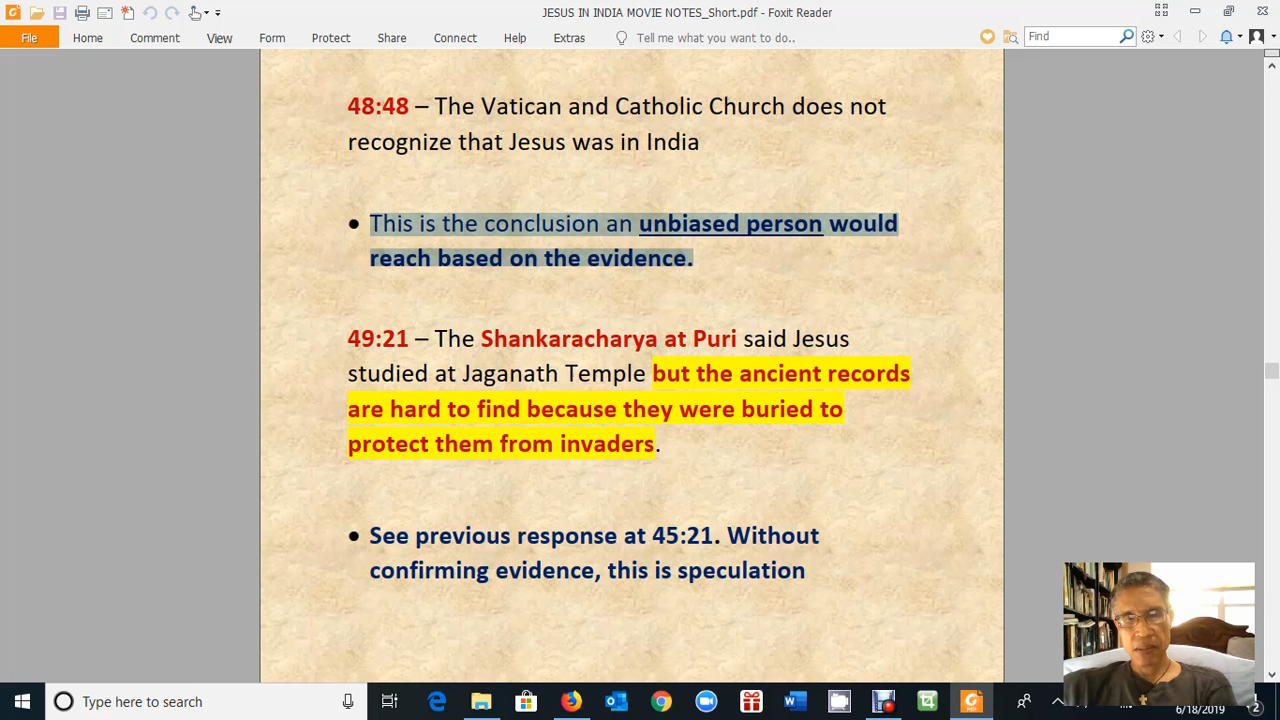 JESUS IN INDIA MOVIE NOTES_Short.pdf - Foxit Reader
File Home Comment View Form Protect Share Connect Help Extras Tell me what you want to do.. Find
48:48 – The Vatican and Catholic Church does not
recognize that Jesus was in India
• This is the conclusion an unbiased person would
reach based on the evidence.
49:21 – The Shankaracharya at Puri said Jesus
studied at Jaganath Temple but the ancient records
are hard to find because they were buried to
protect them from invaders.
• See previous response at 45:21. Without
confirming evidence, this is speculation
Type here to search
6/18/2019